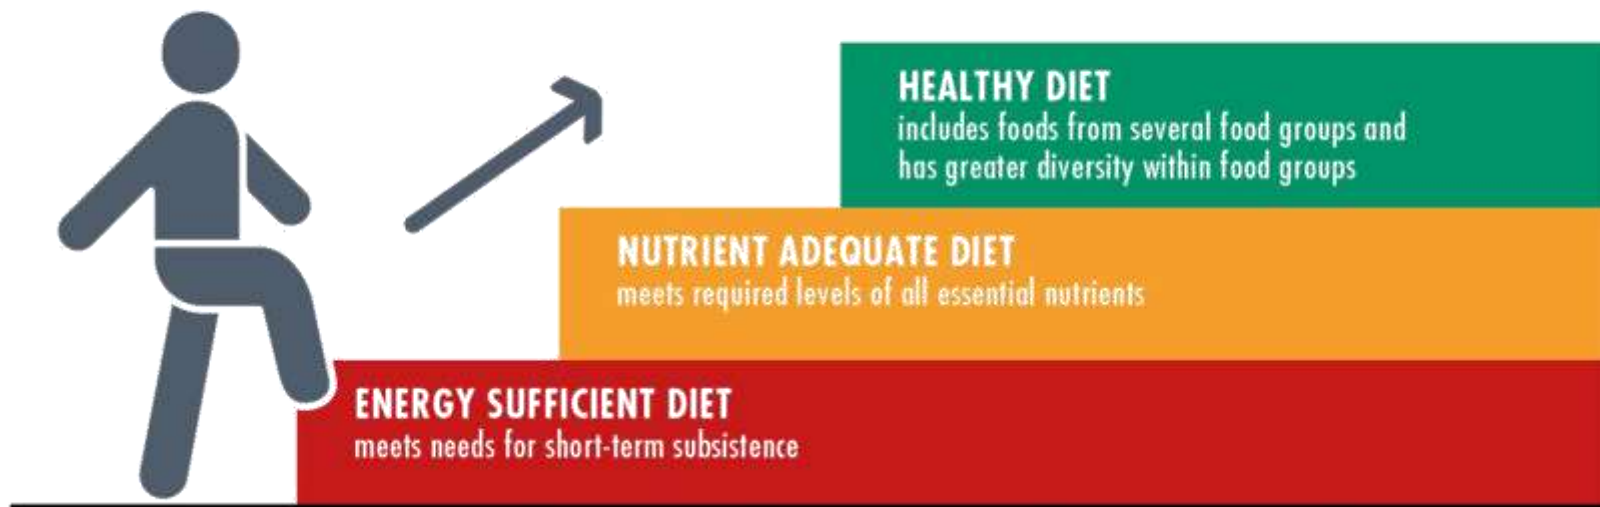 HEALTHY DIET
includes foods from several food groups and
has greater diversity within food groups
NUTRIENT ADEQUATE DIET
meets required levels of all essential nutrients
ENERGY SUFFICIENT DIET
meets needs for short-term subsistence